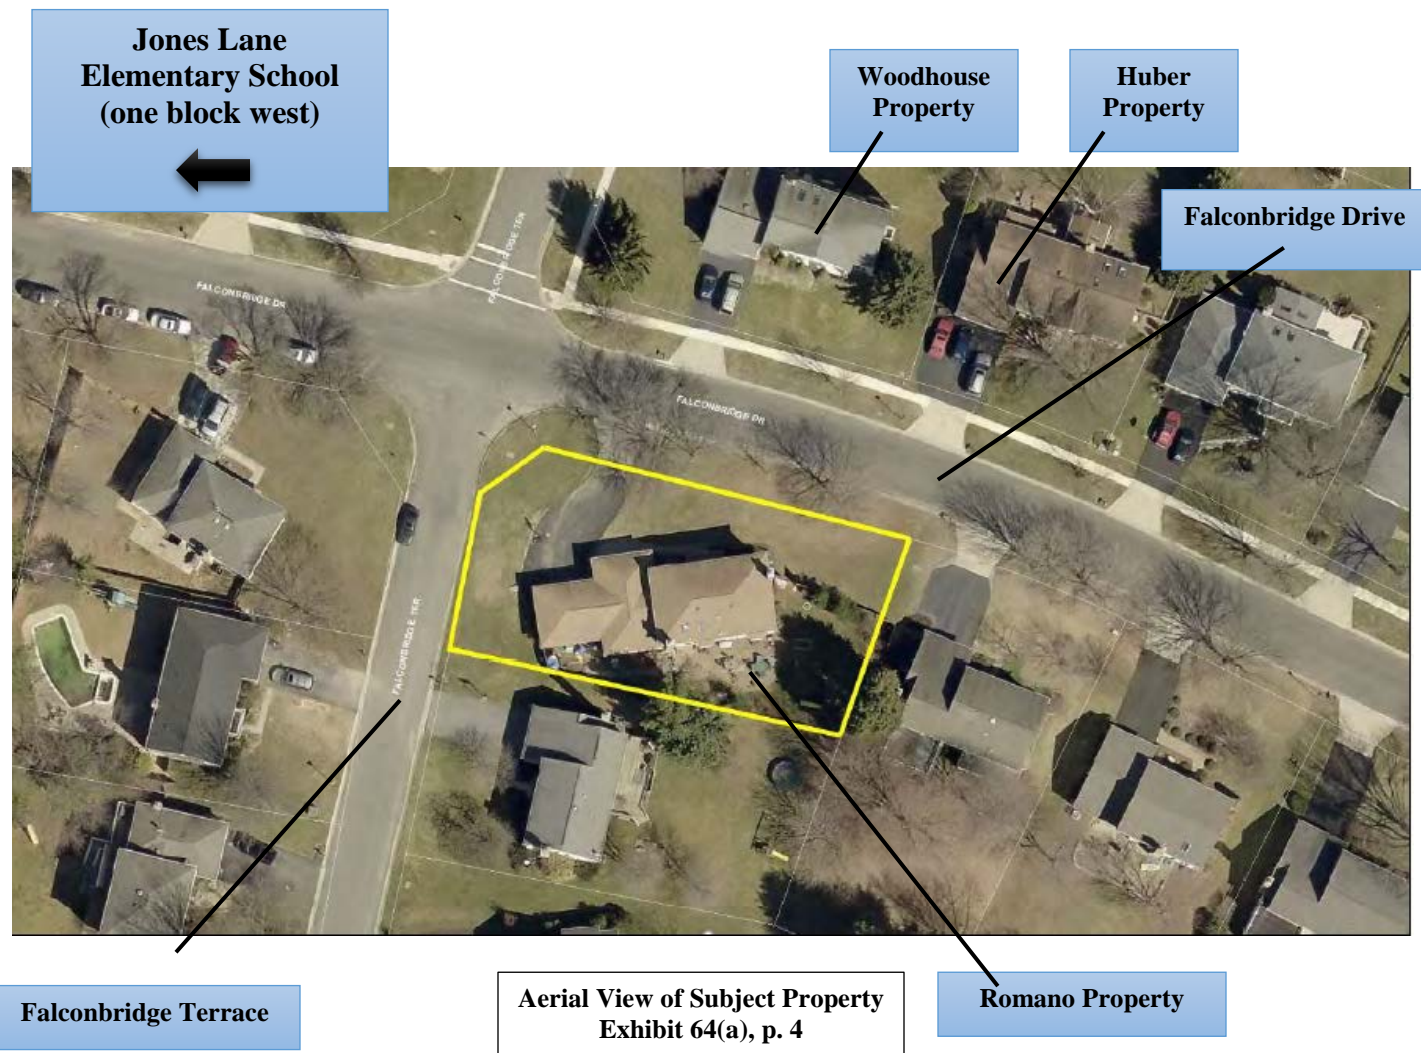 Jones Lane
Elementary School
(one block west)
Woodhouse
Property
Huber
Property
Falconbridge Drive
FALCONBRIDGE TER
FALCONBRIDGE DR
FALCONBRIDGE DR
FALCONBRIDGE TER
Falconbridge Terrace
Aerial View of Subject Property
Exhibit 64(a), p. 4
Romano Property